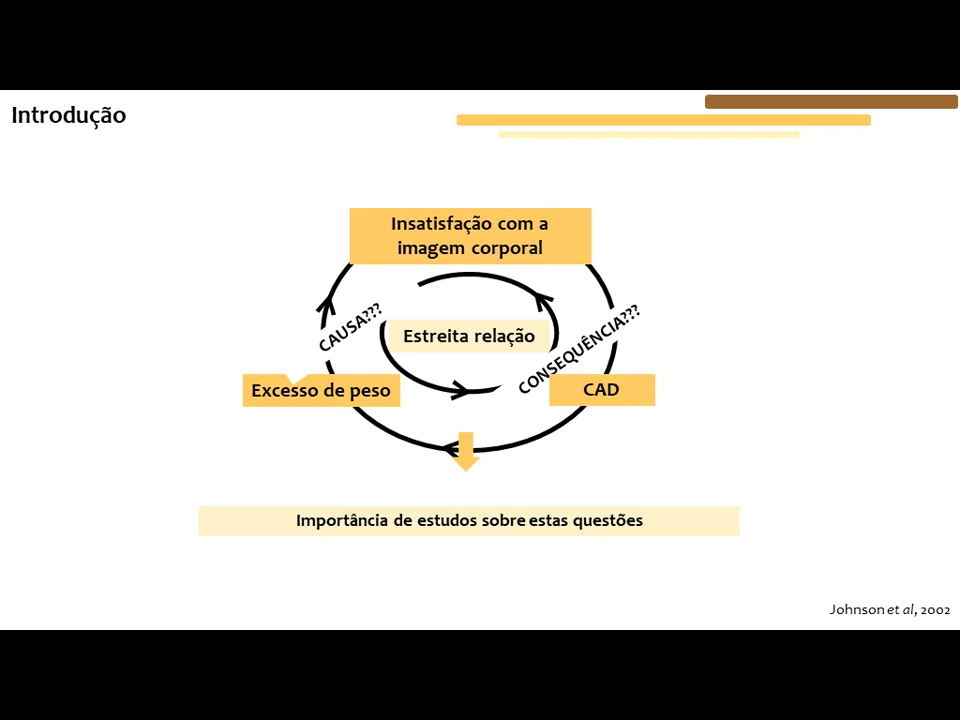 Introdução
Insatisfação com a
imagem corporal
CAUSA???
Estreita relação
CONSEQUÊNCIA???
Excesso de peso
CAD
Importância de estudos sobre estas questões
Johnson et al, 2002